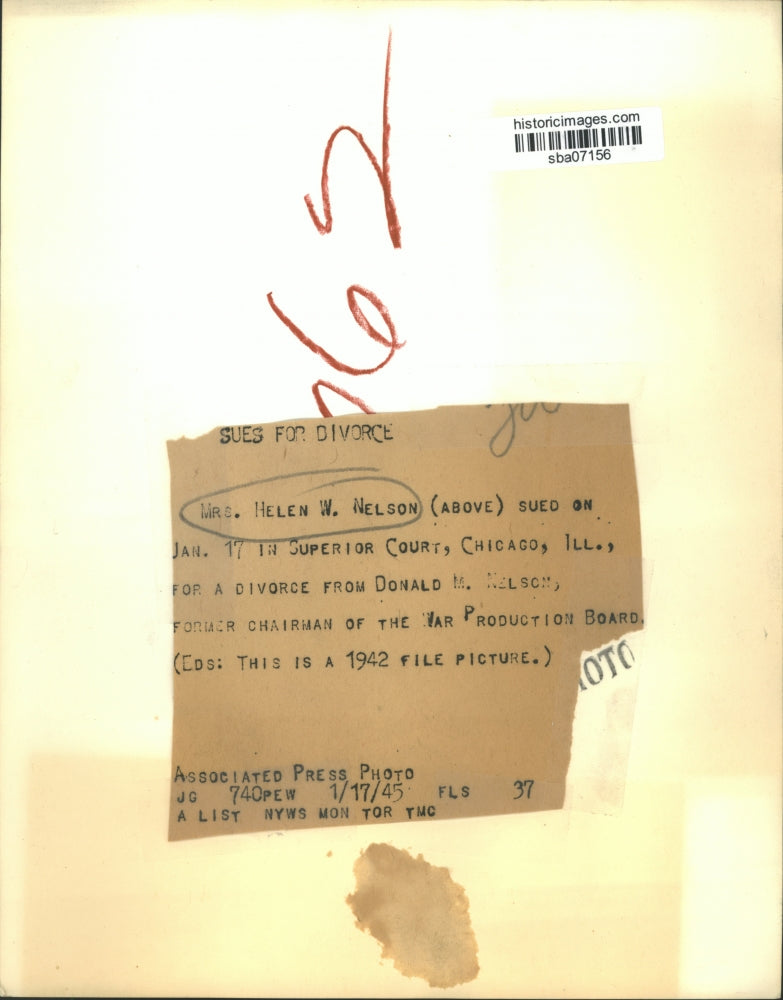 historicimages.com
sba07156
62
SUES FOR DIVORCE
MRS. HELEN W. NELSON (ABOVE) SUED ON
JAN. 17 IN SUPERIOR COURT, CHICAGO, ILL.,
FOR A DIVORCE FROM DONALD M. NELSON,
FORMER CHAIRMAN OF THE WAR PRODUCTION BOARD.
(EDS: THIS IS A 1942 FILE PICTURE.)
OTO
ASSOCIATED PRESS PHOTO
JG 740PEW 1/17/45 FLS 37
A LIST NYWS MON TOR TMC